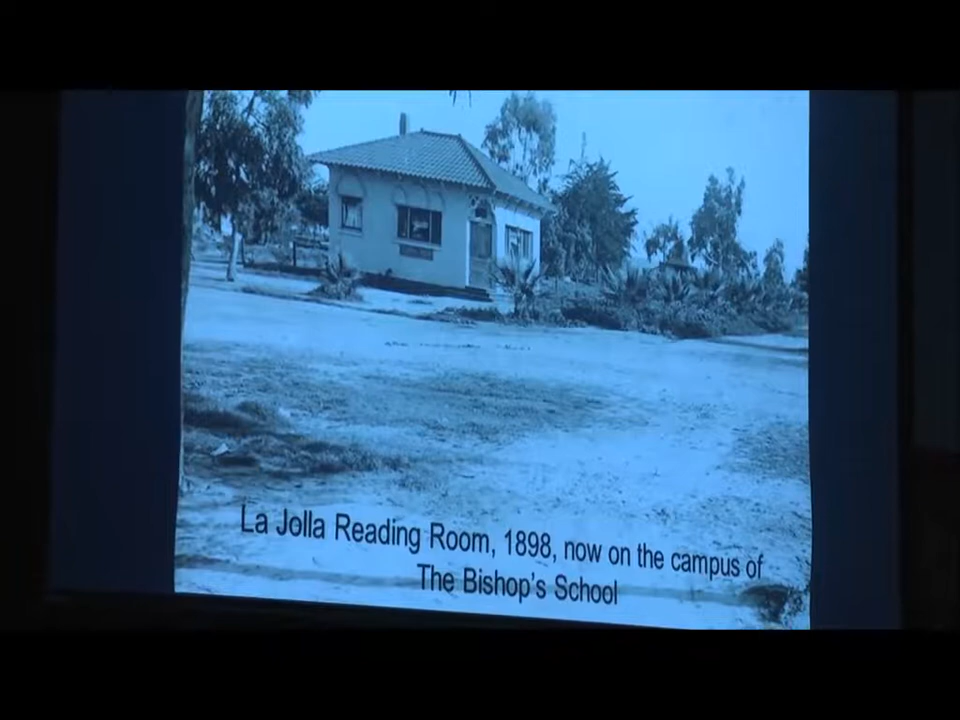 La Jolla Reading Room, 1898, now on the campus of
The Bishop's School